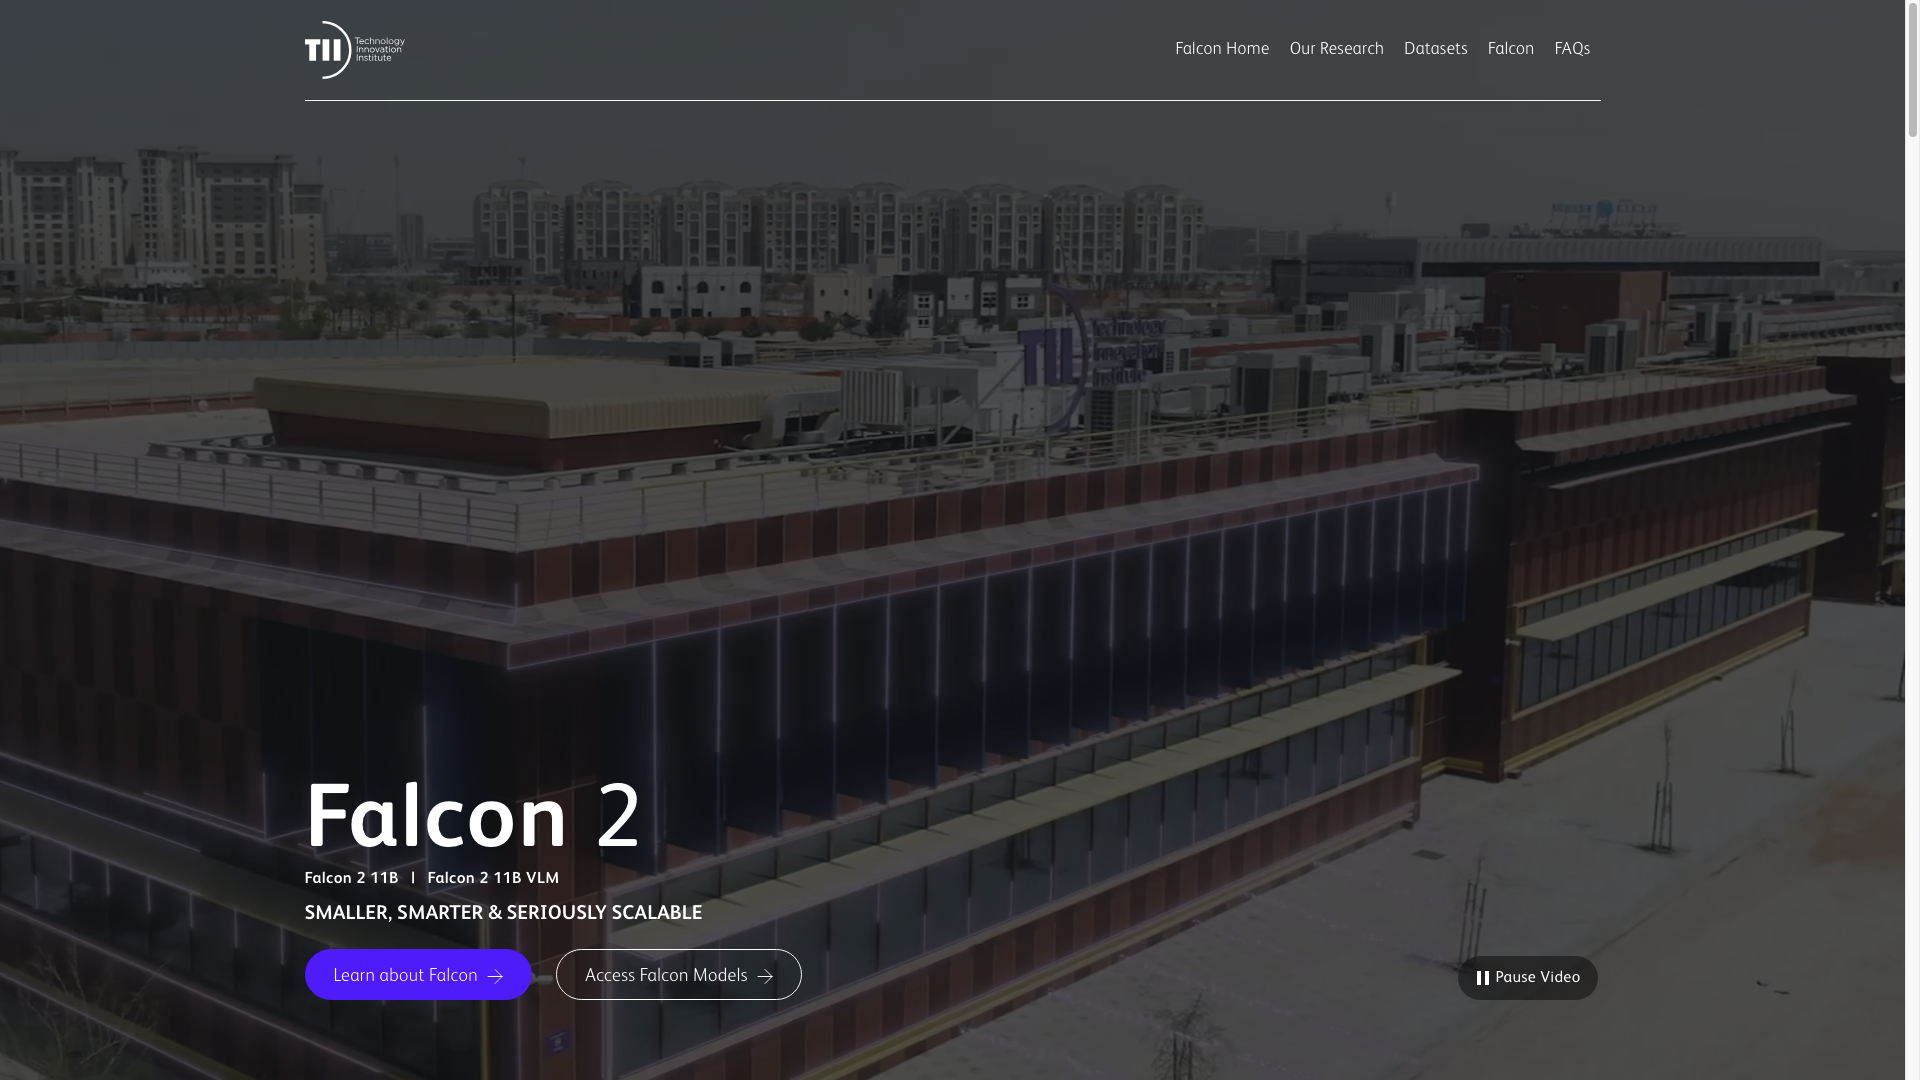 TII
Technology
Innovation
Institute
Falcon Home
Our Research
Datasets
Falcon
FAQs
TII
Technology
Innovation
Institute
Falcon 2
Falcon 2 11B | Falcon 2 11B VLM
SMALLER, SMARTER & SERIOUSLY SCALABLE
Learn about Falcon →
Access Falcon Models →
Pause Video